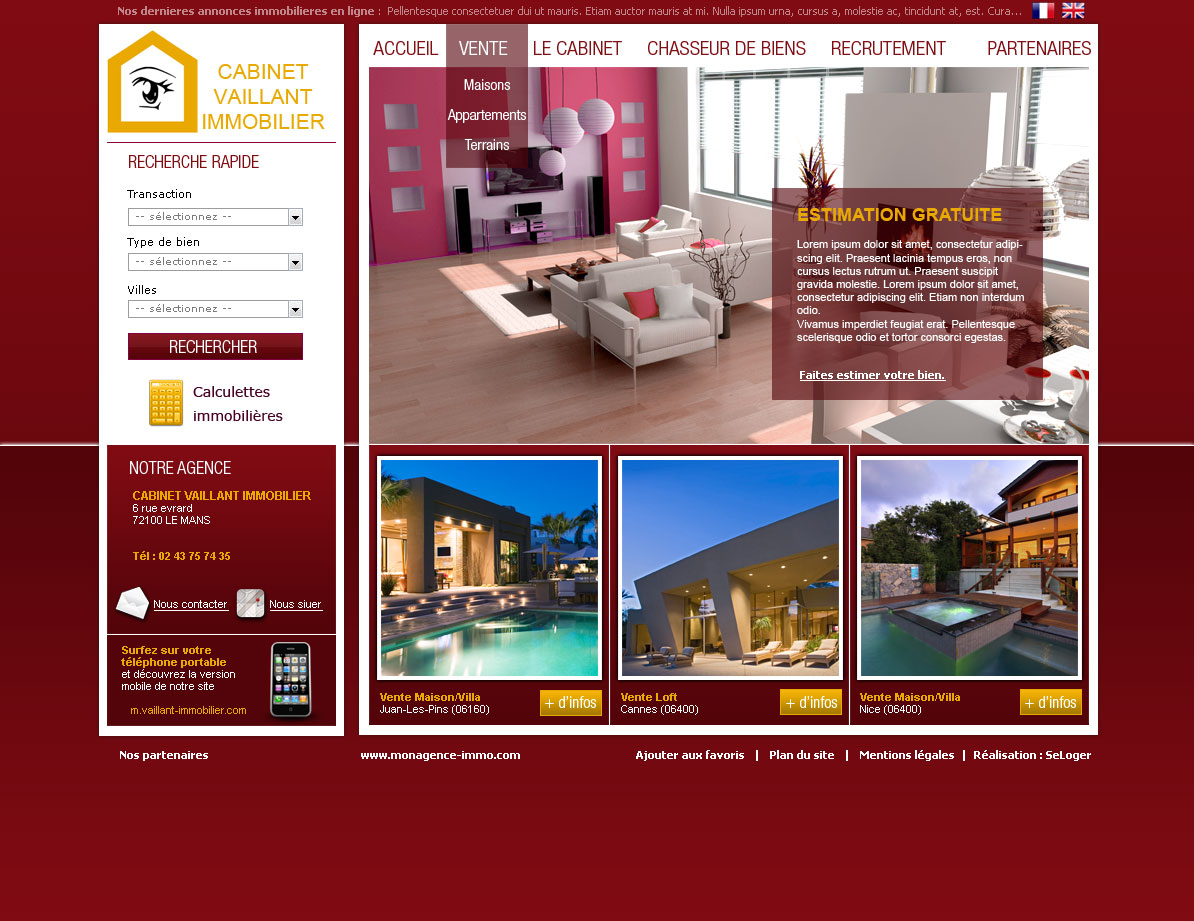 Nos dernieres annonces immobilieres en ligne : Pellentesque consectetuer dui ut mauris. Etiam auctor mauris at mi. Nulla ipsum urna, cursus a, molestie ac, tincidunt at, est. Cura...
CABINET
VAILLANT
IMMOBILIER
ACCUEIL VENTE LE CABINET CHASSEUR DE BIENS RECRUTEMENT PARTENAIRES
Maisons
Appartements
Terrains
RECHERCHE RAPIDE
Transaction
-- sélectionnez --
Type de bien
-- sélectionnez --
Villes
-- sélectionnez --
RECHERCHER
Calculettes
immobilières
ESTIMATION GRATUITE
Lorem ipsum dolor sit amet, consectetur adipi-
scing elit. Praesent lacinia tempus eros, non
cursus lectus rutrum ut. Praesent suscipit
gravida molestie. Lorem ipsum dolor sit amet,
consectetur adipiscing elit. Etiam non interdum
odio.
Vivamus imperdiet feugiat erat. Pellentesque
scelerisque odio et tortor consorci egestas.
Faites estimer votre bien.
NOTRE AGENCE
CABINET VAILLANT IMMOBILIER
6 rue evrard
72100 LE MANS
Tél : 02 43 75 74 35
Nous contacter Nous siuer
Surfez sur votre
téléphone portable
et découvrez la version
mobile de notre site
m.vaillant-immobilier.com
Vente Maison/Villa
Juan-Les-Pins (06160)
+ d'infos
Vente Loft
Cannes (06400)
+ d'infos
Vente Maison/Villa
Nice (06400)
+ d'infos
Nos partenaires
www.monagence-immo.com
Ajouter aux favoris | Plan du site | Mentions légales | Réalisation : SeLoger